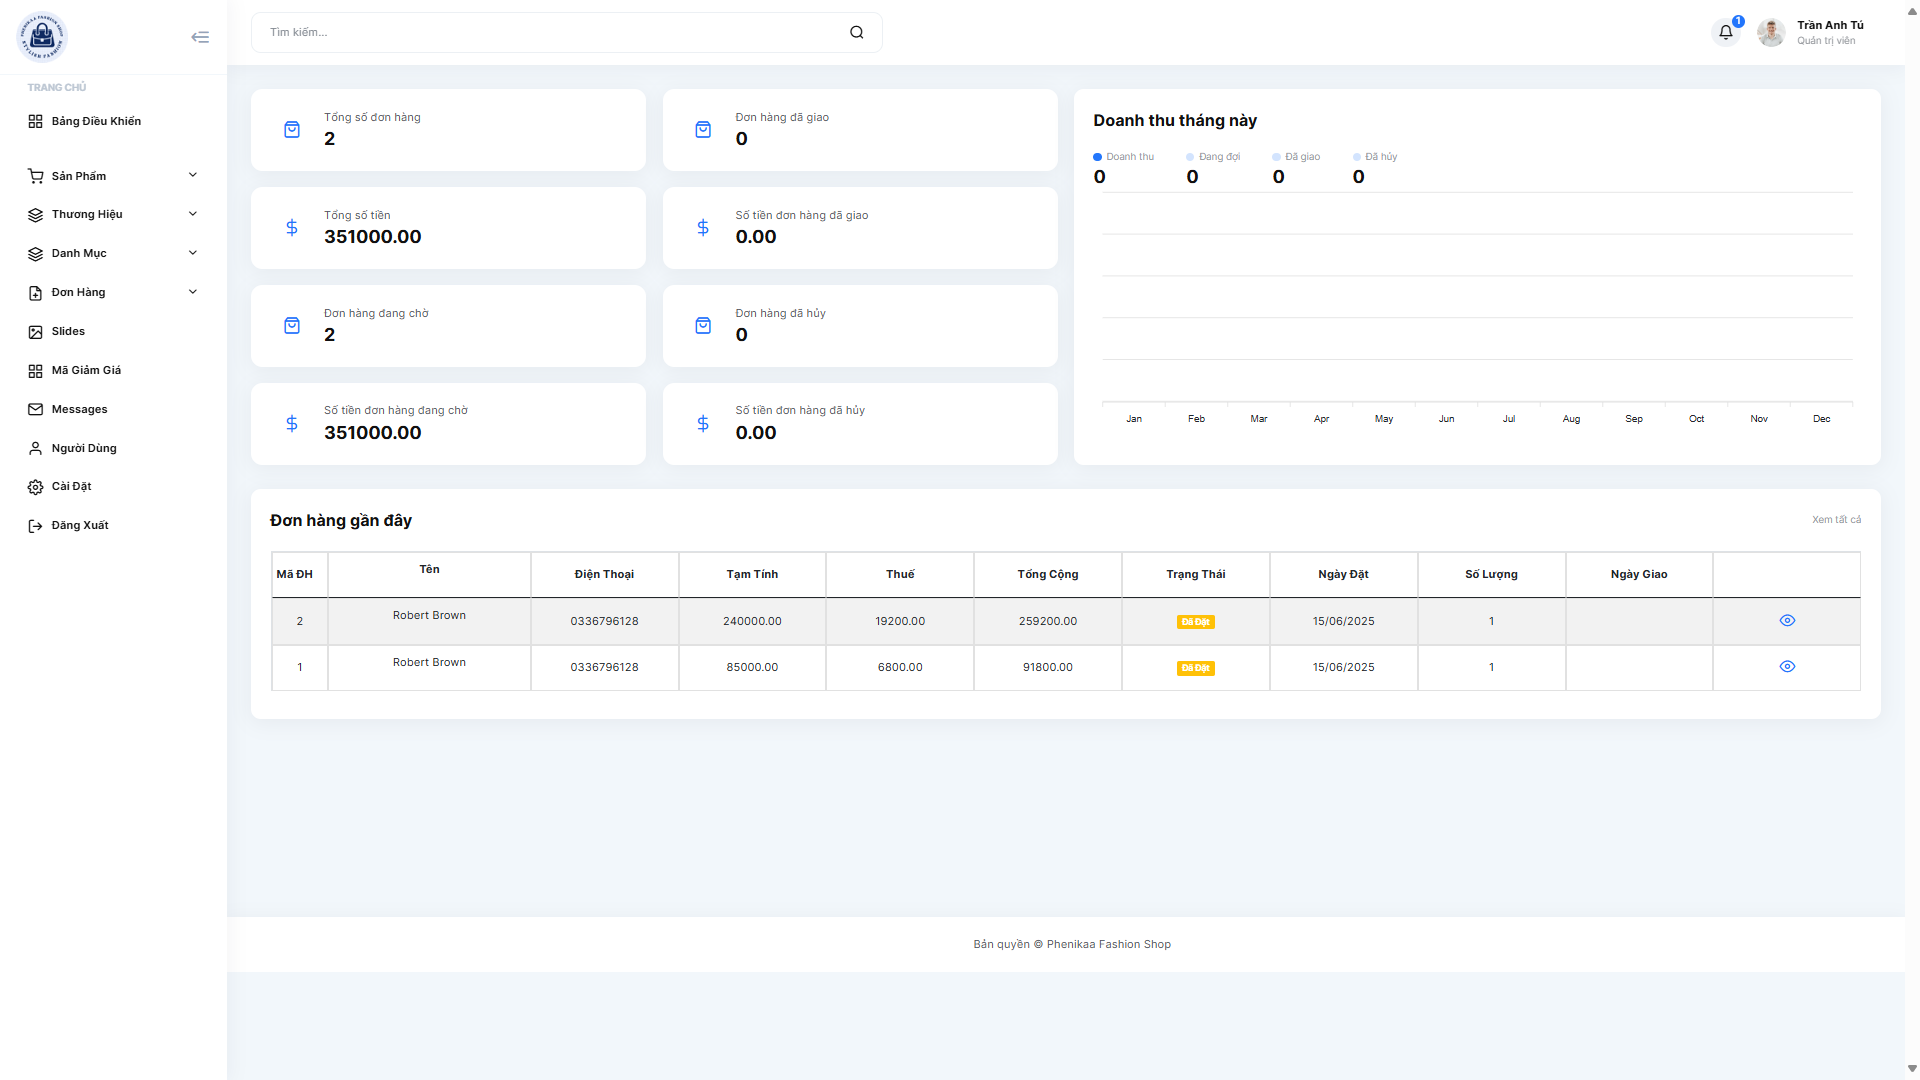 PHENIKAA FASHION SHOP
STYLISH FASHION
TRANG CHỦ
Bảng Điều Khiển
Sản Phẩm
Thương Hiệu
Danh Mục
Đơn Hàng
Slides
Mã Giảm Giá
Messages
Người Dùng
Cài Đặt
Đăng Xuất
Tìm kiếm...
1
Trần Anh Tú
Quản trị viên
Tổng số đơn hàng
2
Đơn hàng đã giao
0
Tổng số tiền
351000.00
Số tiền đơn hàng đã giao
0.00
Đơn hàng đang chờ
2
Đơn hàng đã hủy
0
Số tiền đơn hàng đang chờ
351000.00
Số tiền đơn hàng đã hủy
0.00
Doanh thu tháng này
Doanh thu Đang đợi Đã giao Đã hủy
0 0 0 0
Jan Feb Mar Apr May Jun Jul Aug Sep Oct Nov Dec
Đơn hàng gần đây
Xem tất cả
Mã ĐH Tên Điện Thoại Tạm Tính Thuế Tổng Cộng Trạng Thái Ngày Đặt Số Lượng Ngày Giao
2 Robert Brown 0336796128 240000.00 19200.00 259200.00 Đã Đặt 15/06/2025 1
1 Robert Brown 0336796128 85000.00 6800.00 91800.00 Đã Đặt 15/06/2025 1
Bản quyền © Phenikaa Fashion Shop